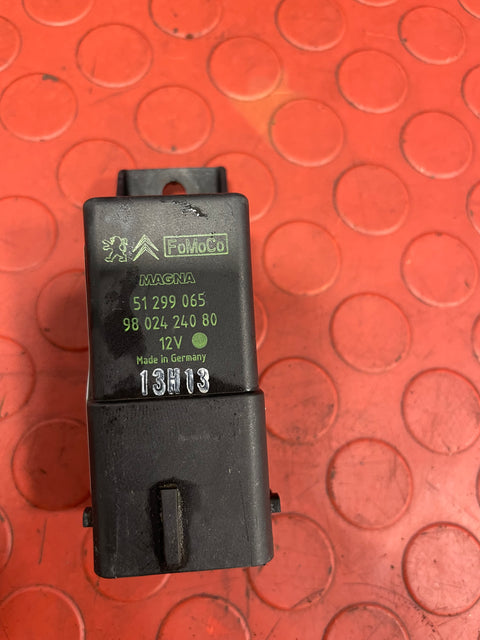 FoMoCo
MAGNA
51 299 065
98 024 240 80
12V
Made in Germany
13H13